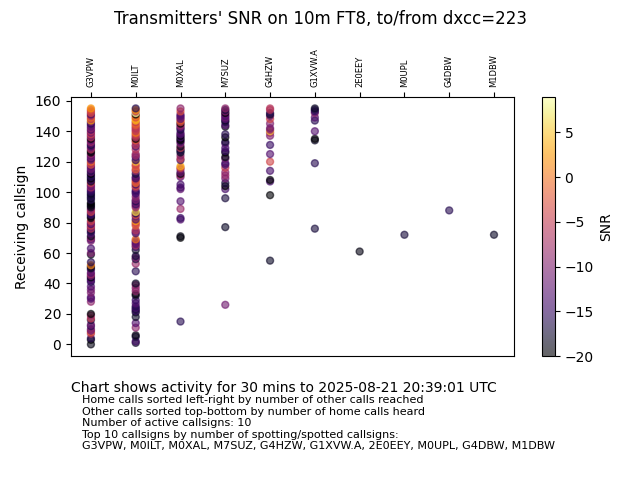 Transmitters' SNR on 10m FT8, to/from dxcc=223
G3VPW M0ILT M0XAL M7SUZ G4HZW G1XVW.A 2E0EEY M0UPL G4DBW M1DBW
160
140
120
100
80
60
40
20
0
Receiving callsign
5
0
−5
−10
−15
−20
SNR
Chart shows activity for 30 mins to 2025-08-21 20:39:01 UTC
Home calls sorted left-right by number of other calls reached
Other calls sorted top-bottom by number of home calls heard
Number of active callsigns: 10
Top 10 callsigns by number of spotting/spotted callsigns:
G3VPW, M0ILT, M0XAL, M7SUZ, G4HZW, G1XVW.A, 2E0EEY, M0UPL, G4DBW, M1DBW